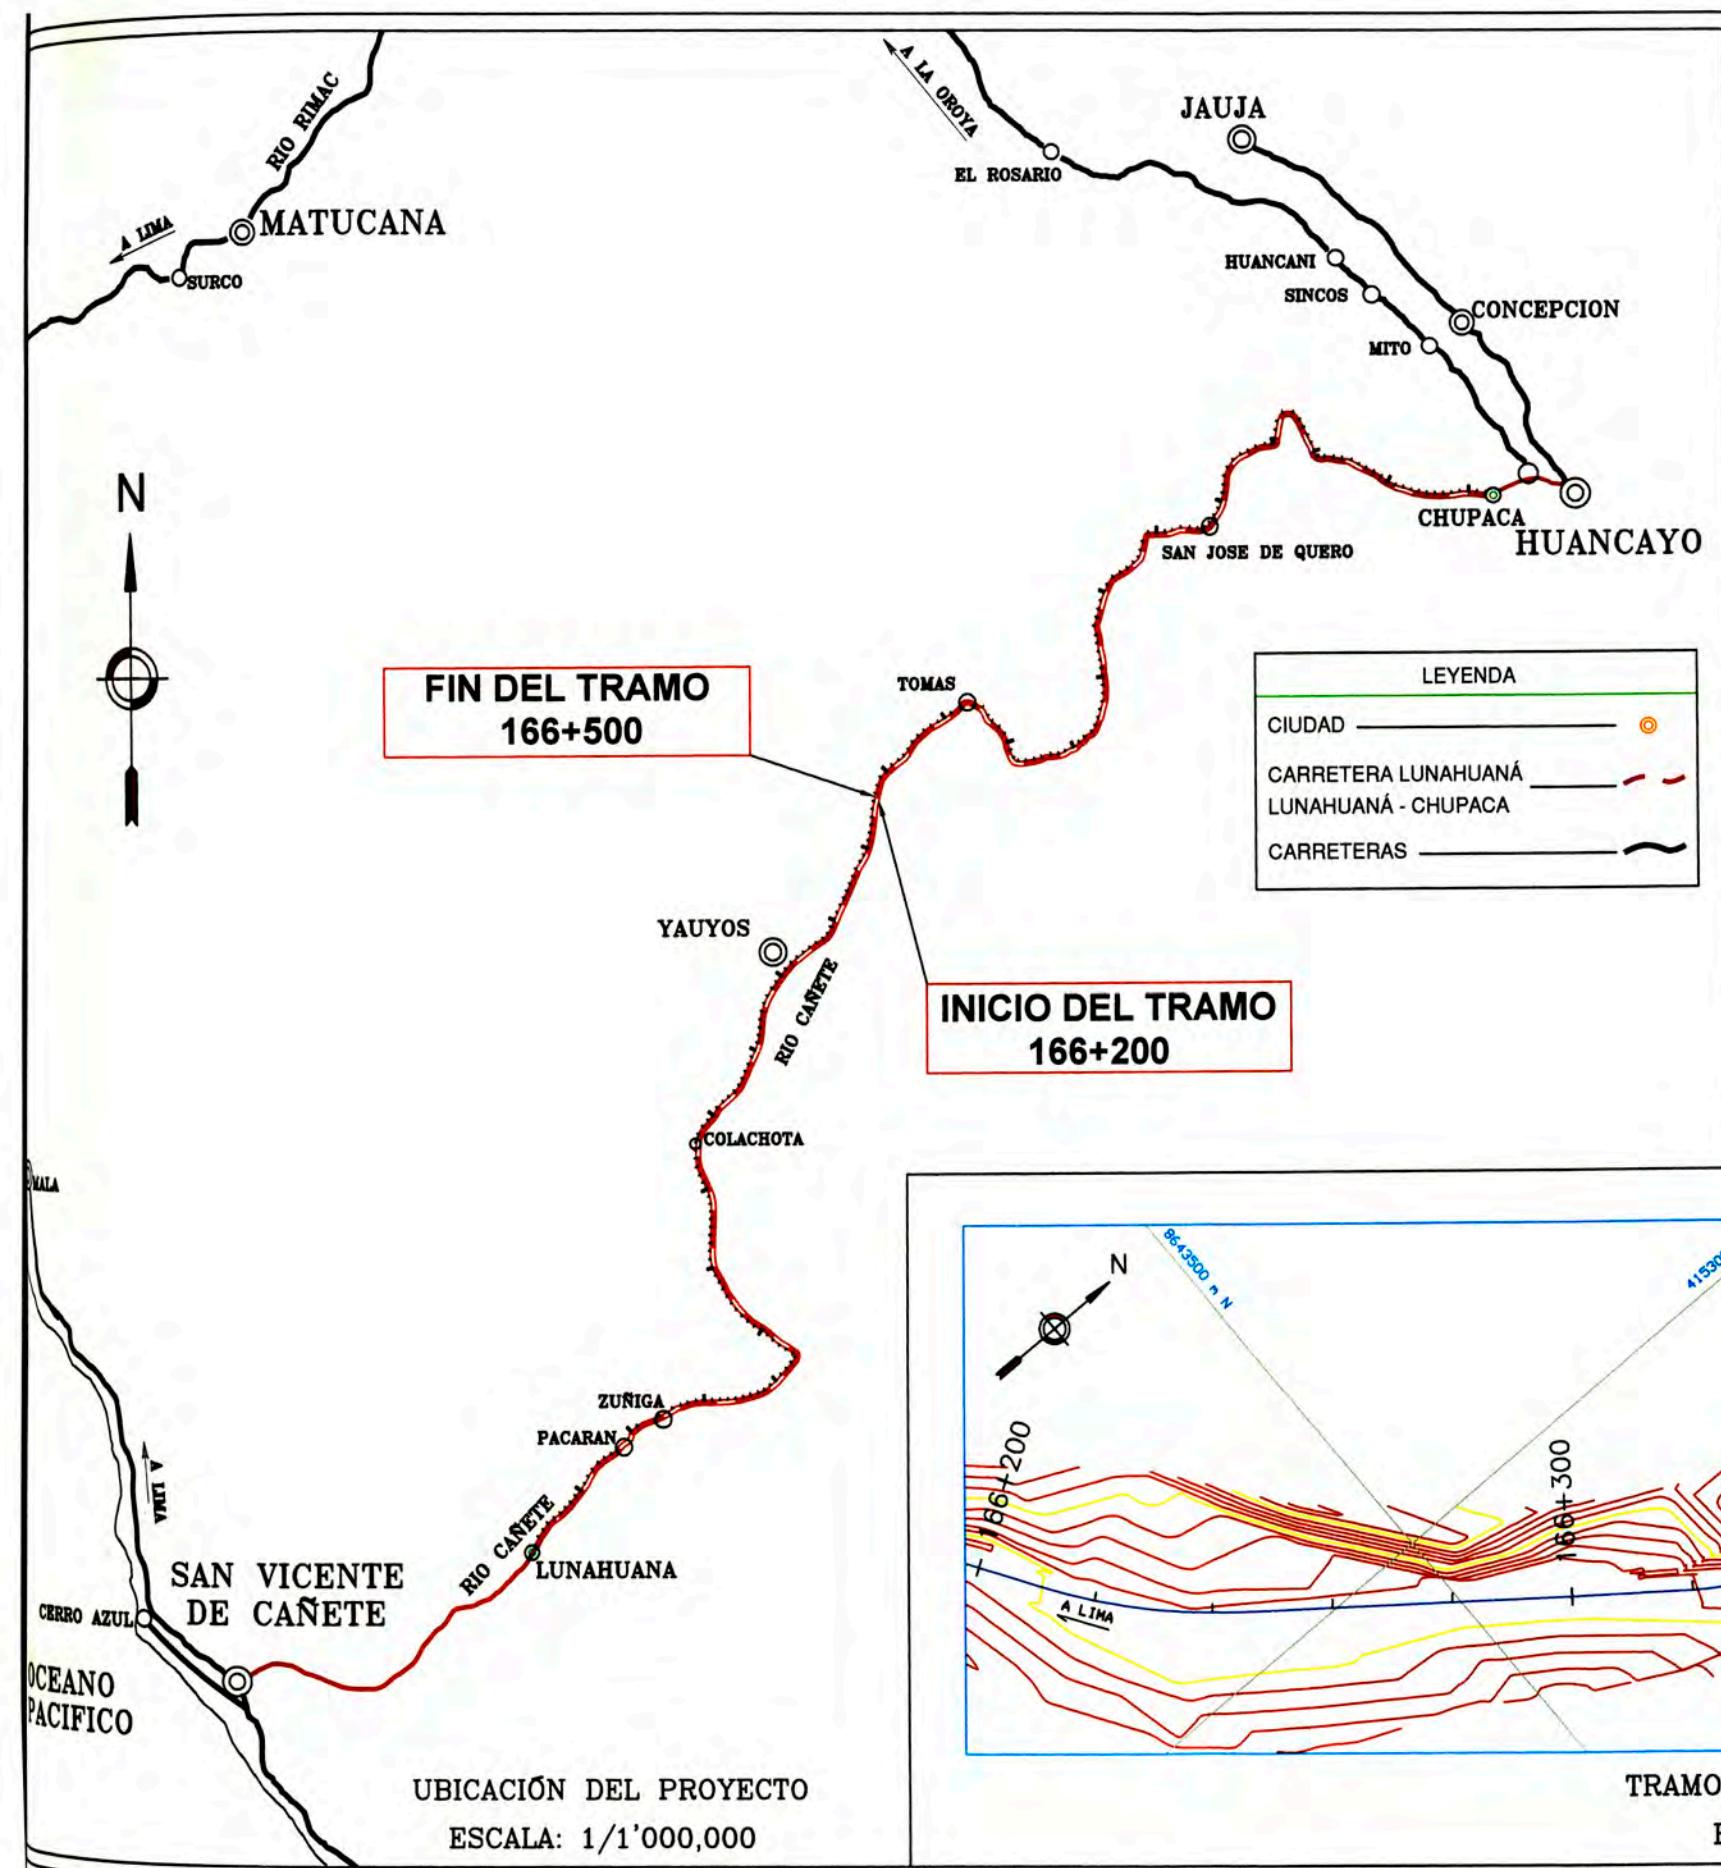 RIO RIMAC
A LA OROYA
JAUJA
EL ROSARIO
MATUCANA
A LIMA
SURCO
HUANCANI
SINCOS
CONCEPCION
MITO
N
CHUPACA
HUANCAYO
SAN JOSE DE QUERO
FIN DEL TRAMO
166+500
TOMAS
LEYENDA
CIUDAD
CARRETERA LUNAHUANÁ
LUNAHUANÁ - CHUPACA
CARRETERAS
YAUYOS
RIO CAÑETE
INICIO DEL TRAMO
166+200
COLACHOTA
MALA
8643500 m N
N
ZUÑIGA
PACARAN
166+200
166+300
A LIMA
RIO CAÑETE
LUNAHUANA
SAN VICENTE
DE CAÑETE
CERRO AZUL
A LIMA
OCEANO
PACIFICO
UBICACIÓN DEL PROYECTO
ESCALA: 1/1'000,000
TRAMO